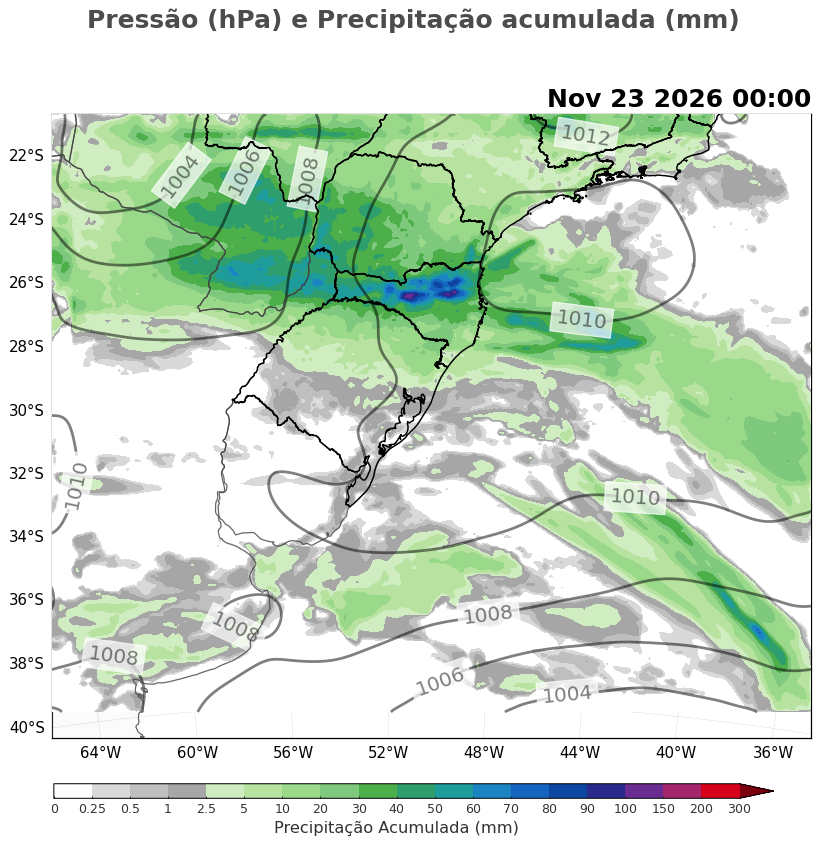 Pressão (hPa) e Precipitação acumulada (mm)
Nov 23 2026 00:00
1012
1004
1006
1008
1010
1010
1010
1008
1008
1008
1006
1004
22°S
24°S
26°S
28°S
30°S
32°S
34°S
36°S
38°S
40°S
64°W 60°W 56°W 52°W 48°W 44°W 40°W 36°W
0 0.25 0.5 1 2.5 5 10 20 30 40 50 60 70 80 90 100 150 200 300
Precipitação Acumulada (mm)